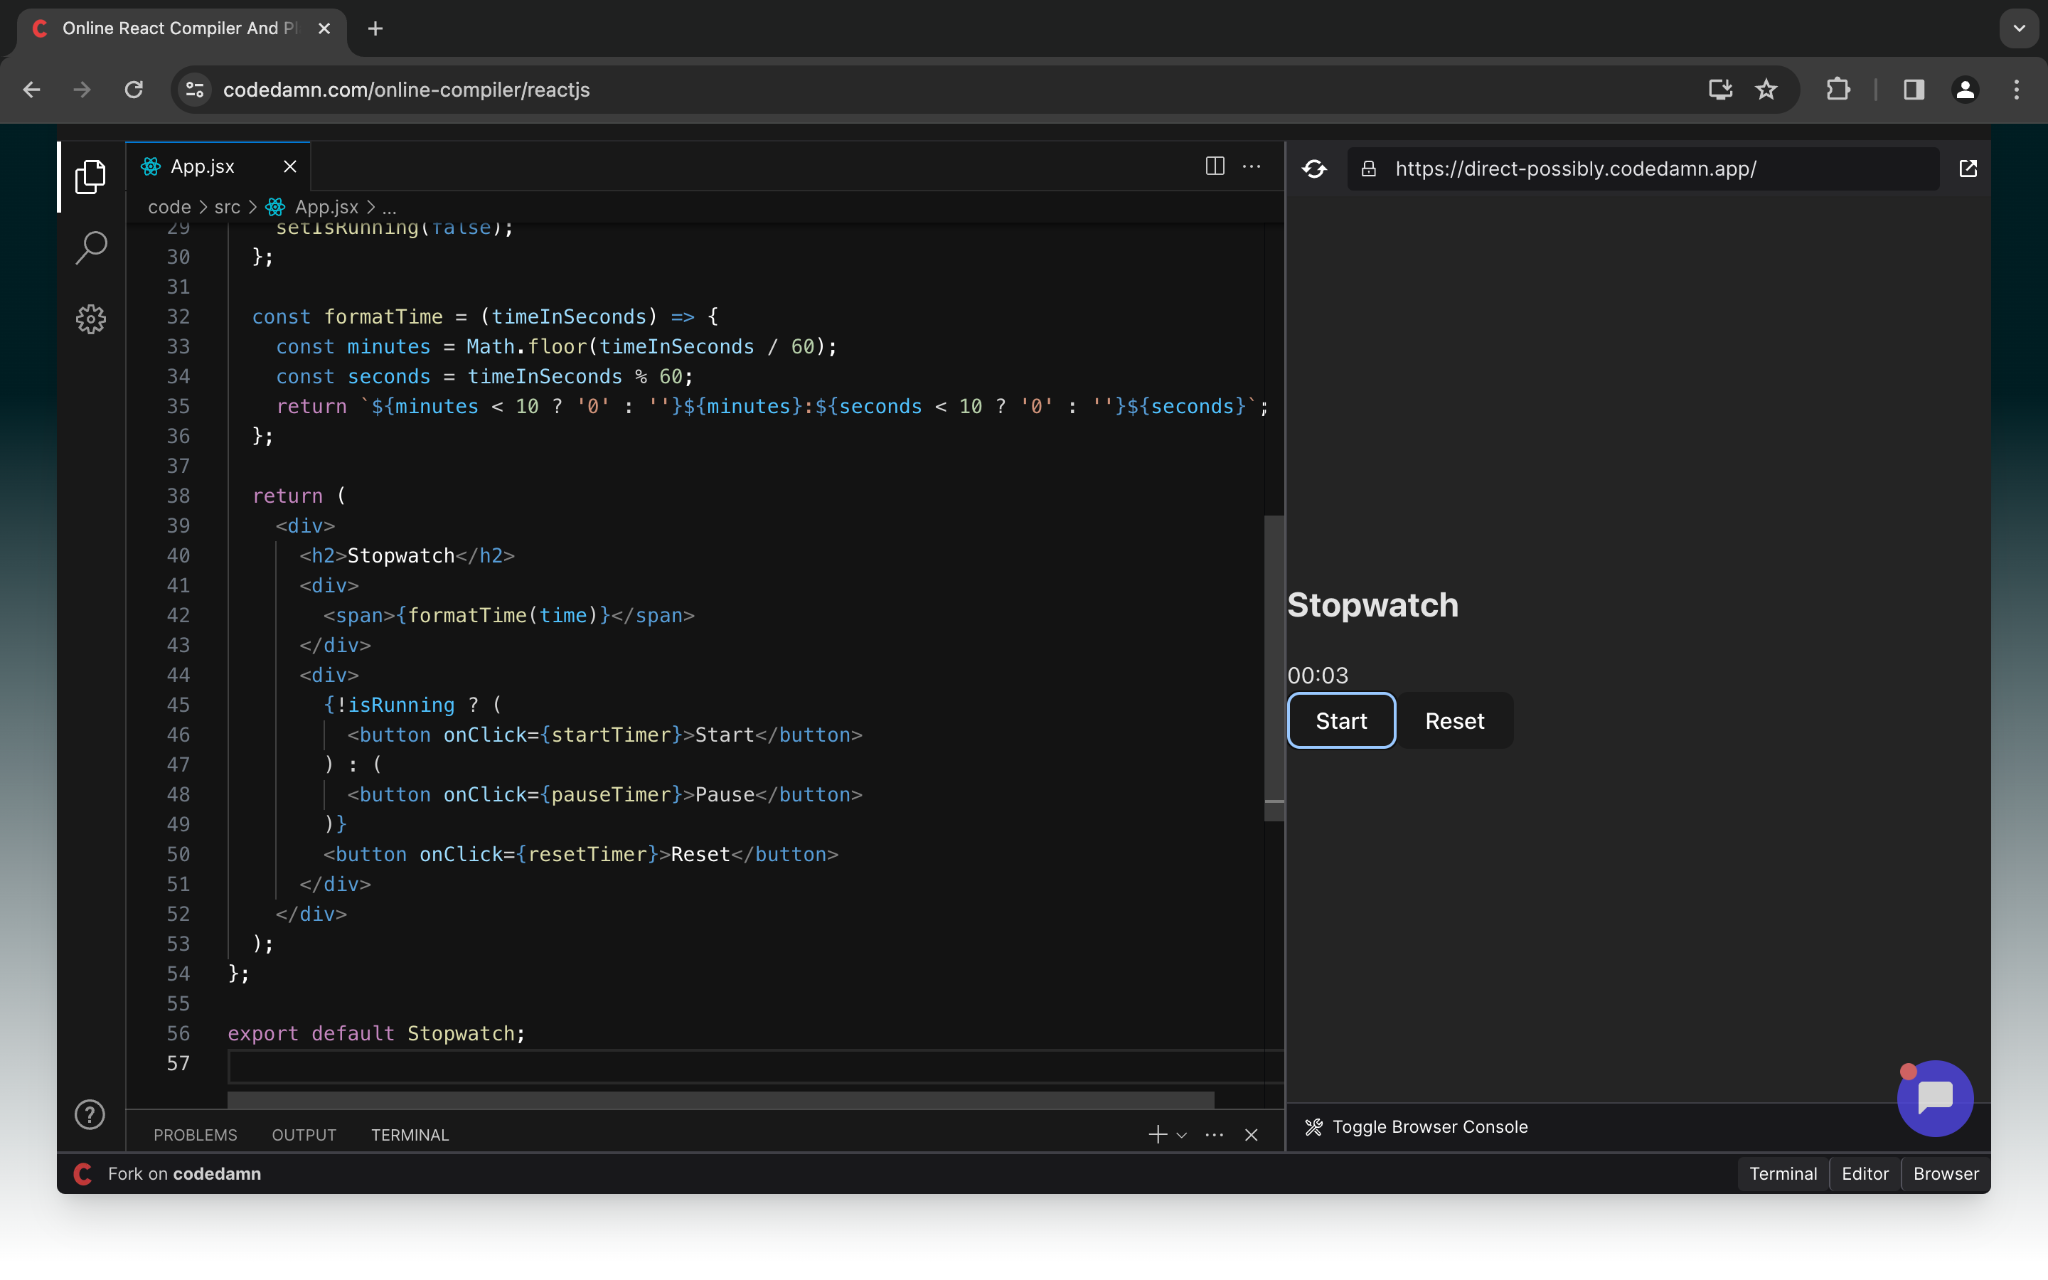 Online React Compiler And Pl
codedamn.com/online-compiler/reactjs
App.jsx
code > src > App.jsx > ...
29 setIsRunning(false);
30 };
31
32 const formatTime = (timeInSeconds) => {
33 const minutes = Math.floor(timeInSeconds / 60);
34 const seconds = timeInSeconds % 60;
35 return `${minutes < 10 ? '0' : ''}${minutes}:${seconds < 10 ? '0' : ''}${seconds}`;
36 };
37
38 return (
39 <div>
40 <h2>Stopwatch</h2>
41 <div>
42 <span>{formatTime(time)}</span>
43 </div>
44 <div>
45 {!isRunning ? (
46 <button onClick={startTimer}>Start</button>
47 ) : (
48 <button onClick={pauseTimer}>Pause</button>
49 )}
50 <button onClick={resetTimer}>Reset</button>
51 </div>
52 </div>
53 );
54 };
55
56 export default Stopwatch;
57
PROBLEMS OUTPUT TERMINAL
https://direct-possibly.codedamn.app/
Stopwatch
00:03
Start Reset
Toggle Browser Console
Fork on codedamn
Terminal Editor Browser